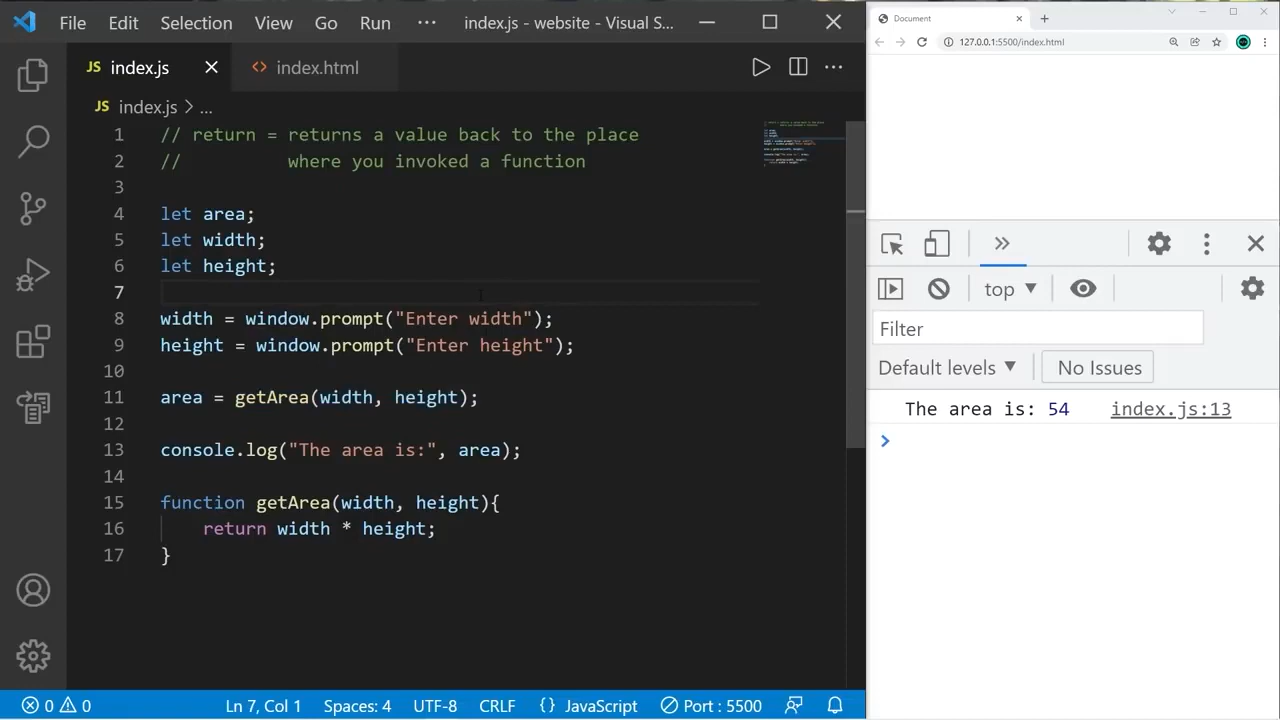 File Edit Selection View Go Run ··· index.js - website - Visual S...
JS index.js
<> index.html
JS index.js > ...
1 // return = returns a value back to the place
2 //          where you invoked a function
3
4 let area;
5 let width;
6 let height;
7
8 width = window.prompt("Enter width");
9 height = window.prompt("Enter height");
10
11 area = getArea(width, height);
12
13 console.log("The area is:", area);
14
15 function getArea(width, height){
16     return width * height;
17 }
0 0 Ln 7, Col 1 Spaces: 4 UTF-8 CRLF {} JavaScript Port : 5500
Document
127.0.0.1:5500/index.html
top
Filter
Default levels No Issues
The area is: 54 index.js:13